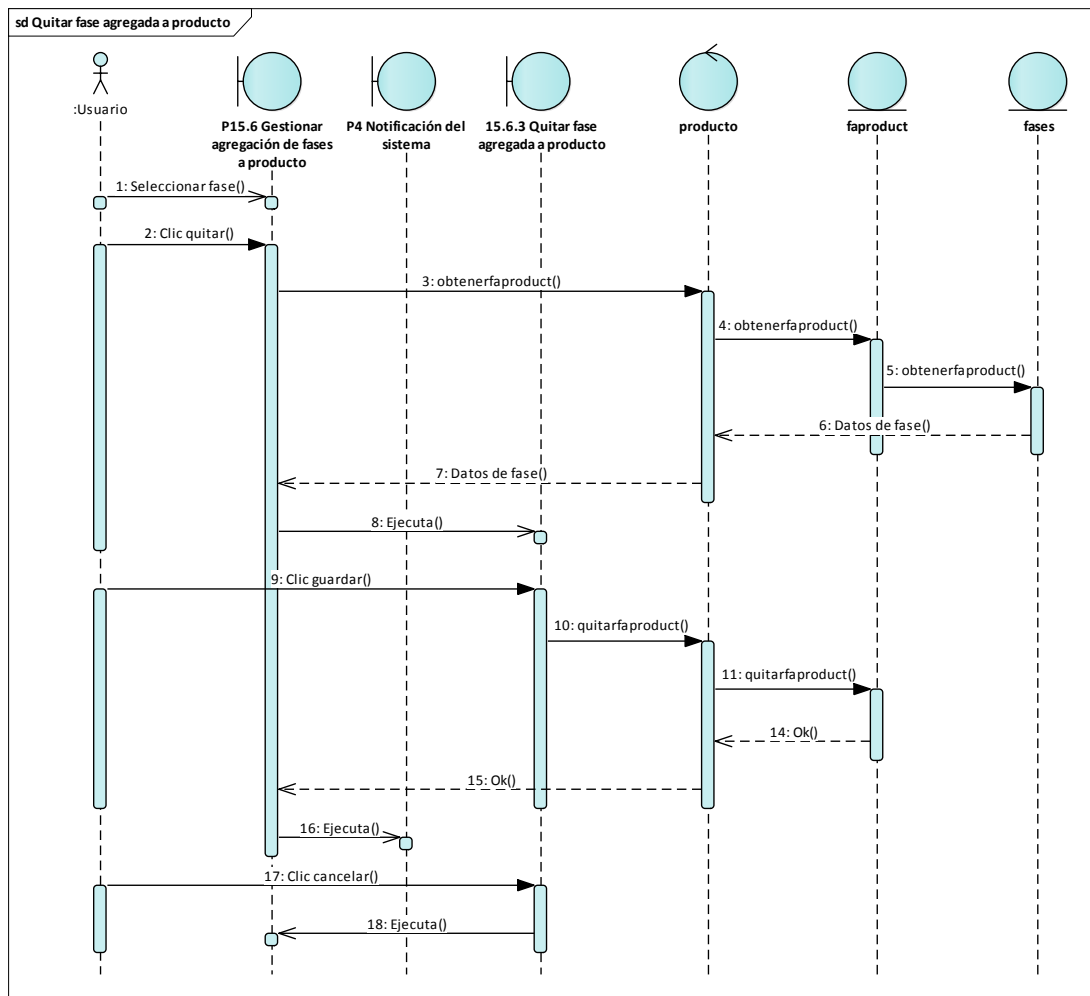 sd Quitar fase agregada a producto
:Usuario
P15.6 Gestionar
agregación de fases
a producto
P4 Notificación del
sistema
15.6.3 Quitar fase
agregada a producto
producto
faproduct
fases
1: Seleccionar fase()
2: Clic quitar()
3: obtenerfaproduct()
4: obtenerfaproduct()
5: obtenerfaproduct()
6: Datos de fase()
7: Datos de fase()
8: Ejecuta()
9: Clic guardar()
10: quitarfaproduct()
11: quitarfaproduct()
14: Ok()
15: Ok()
16: Ejecuta()
17: Clic cancelar()
18: Ejecuta()